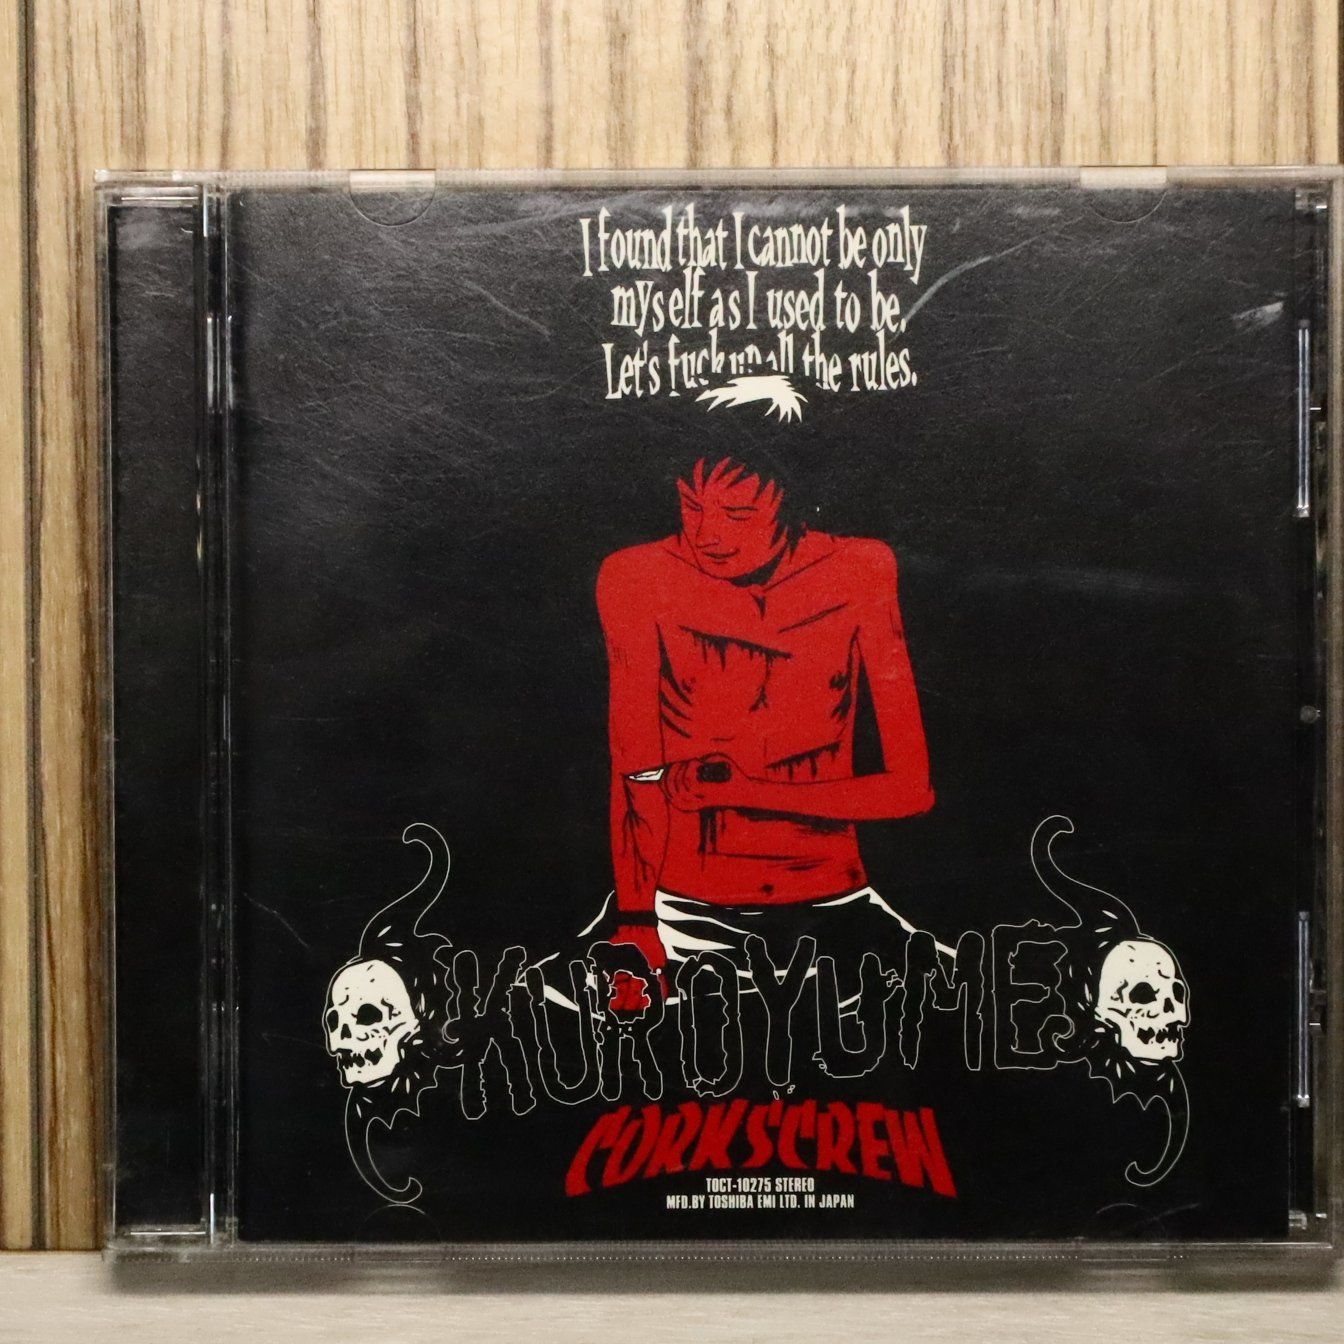 I found that I cannot be only
myself as I used to be.
Let's fuck up all the rules.
KUROYUME
CORKSCREW
TOCT-10275 STEREO
MFD.BY TOSHIBA EMI LTD. IN JAPAN